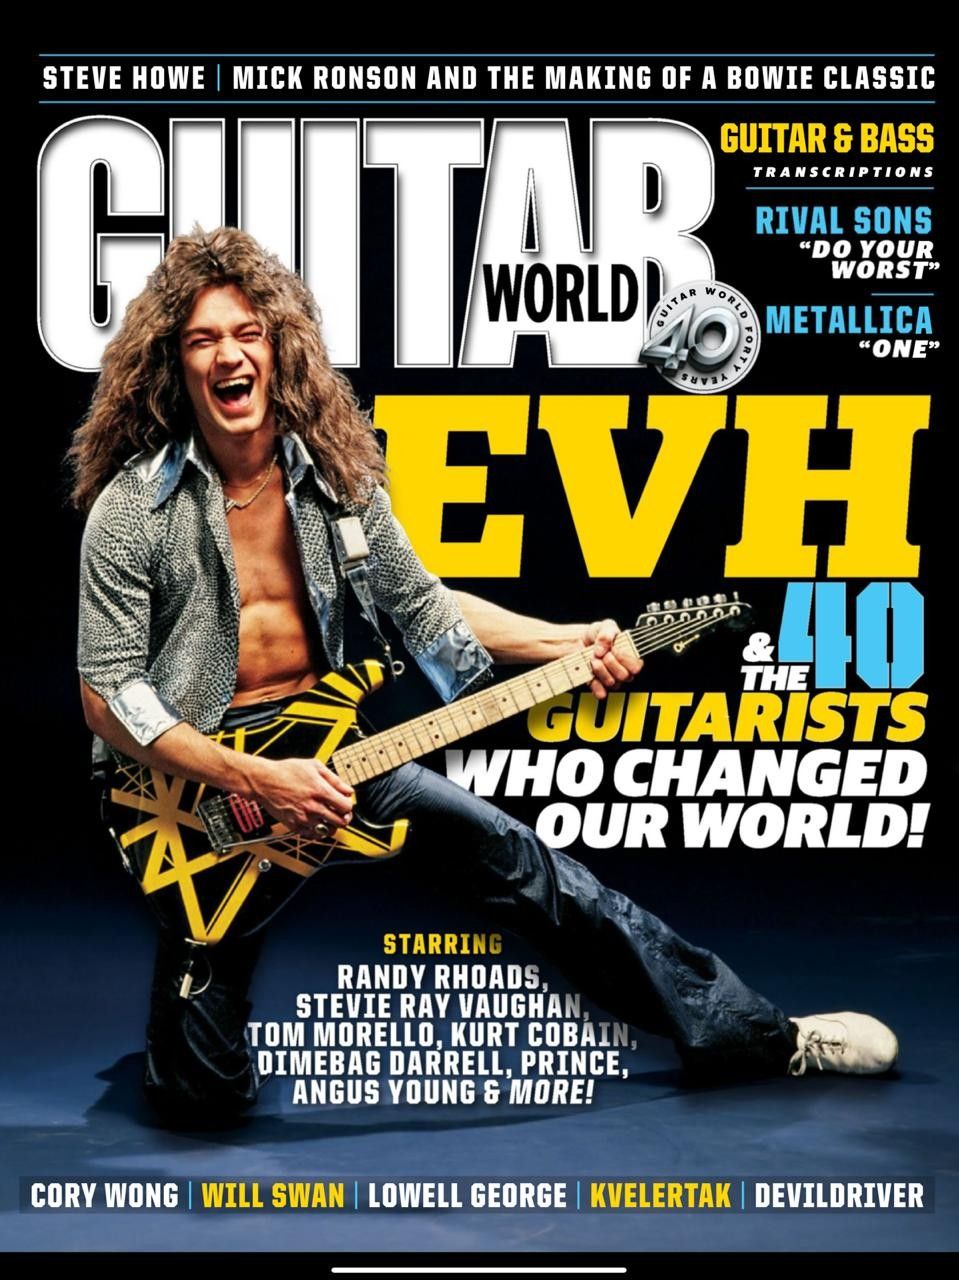 STEVE HOWE | MICK RONSON AND THE MAKING OF A BOWIE CLASSIC
GUITAR
WORLD
GUITAR WORLD FORTY YEARS
40
GUITAR & BASS
TRANSCRIPTIONS
RIVAL SONS
“DO YOUR
WORST”
METALLICA
“ONE”
EVH
& THE 40
GUITARISTS
WHO CHANGED
OUR WORLD!
STARRING
RANDY RHOADS,
STEVIE RAY VAUGHAN,
TOM MORELLO, KURT COBAIN,
DIMEBAG DARRELL, PRINCE,
ANGUS YOUNG & MORE!
CORY WONG | WILL SWAN | LOWELL GEORGE | KVELERTAK | DEVILDRIVER